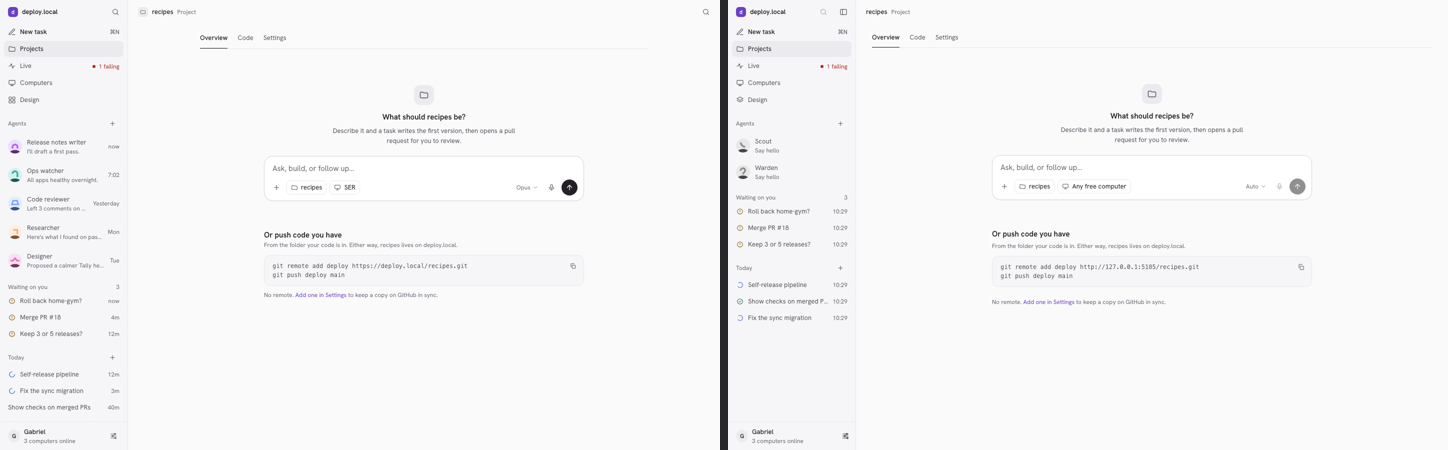 d deploy.local
New task ⌘N
Projects
Live 1 failing
Computers
Design
Agents
Release notes writer
I'll draft a first pass. now
Ops watcher
All apps healthy overnight. 7:02
Code reviewer
Left 3 comments on ... Yesterday
Researcher
Here's what I found on pas... Mon
Designer
Proposed a calmer Tally he... Tue
Waiting on you 3
Roll back home-gym? now
Merge PR #18 4m
Keep 3 or 5 releases? 12m
Today
Self-release pipeline 12m
Fix the sync migration 3m
Show checks on merged PRs 40m
G Gabriel
3 computers online
recipes Project
Overview Code Settings
What should recipes be?
Describe it and a task writes the first version, then opens a pull
request for you to review.
Ask, build, or follow up...
recipes SER Opus
Or push code you have
From the folder your code is in. Either way, recipes lives on deploy.local.
git remote add deploy https://deploy.local/recipes.git
git push deploy main
No remote. Add one in Settings to keep a copy on GitHub in sync.
d deploy.local
New task ⌘N
Projects
Live 1 failing
Computers
Design
Agents
Scout
Say hello
Warden
Say hello
Waiting on you 3
Roll back home-gym? 10:29
Merge PR #18 10:29
Keep 3 or 5 releases? 10:29
Today
Self-release pipeline 10:29
Show checks on merged P... 10:29
Fix the sync migration 10:29
G Gabriel
3 computers online
recipes Project
Overview Code Settings
What should recipes be?
Describe it and a task writes the first version, then opens a pull
request for you to review.
Ask, build, or follow up...
recipes Any free computer Auto
Or push code you have
From the folder your code is in. Either way, recipes lives on deploy.local.
git remote add deploy http://127.0.0.1:5185/recipes.git
git push deploy main
No remote. Add one in Settings to keep a copy on GitHub in sync.